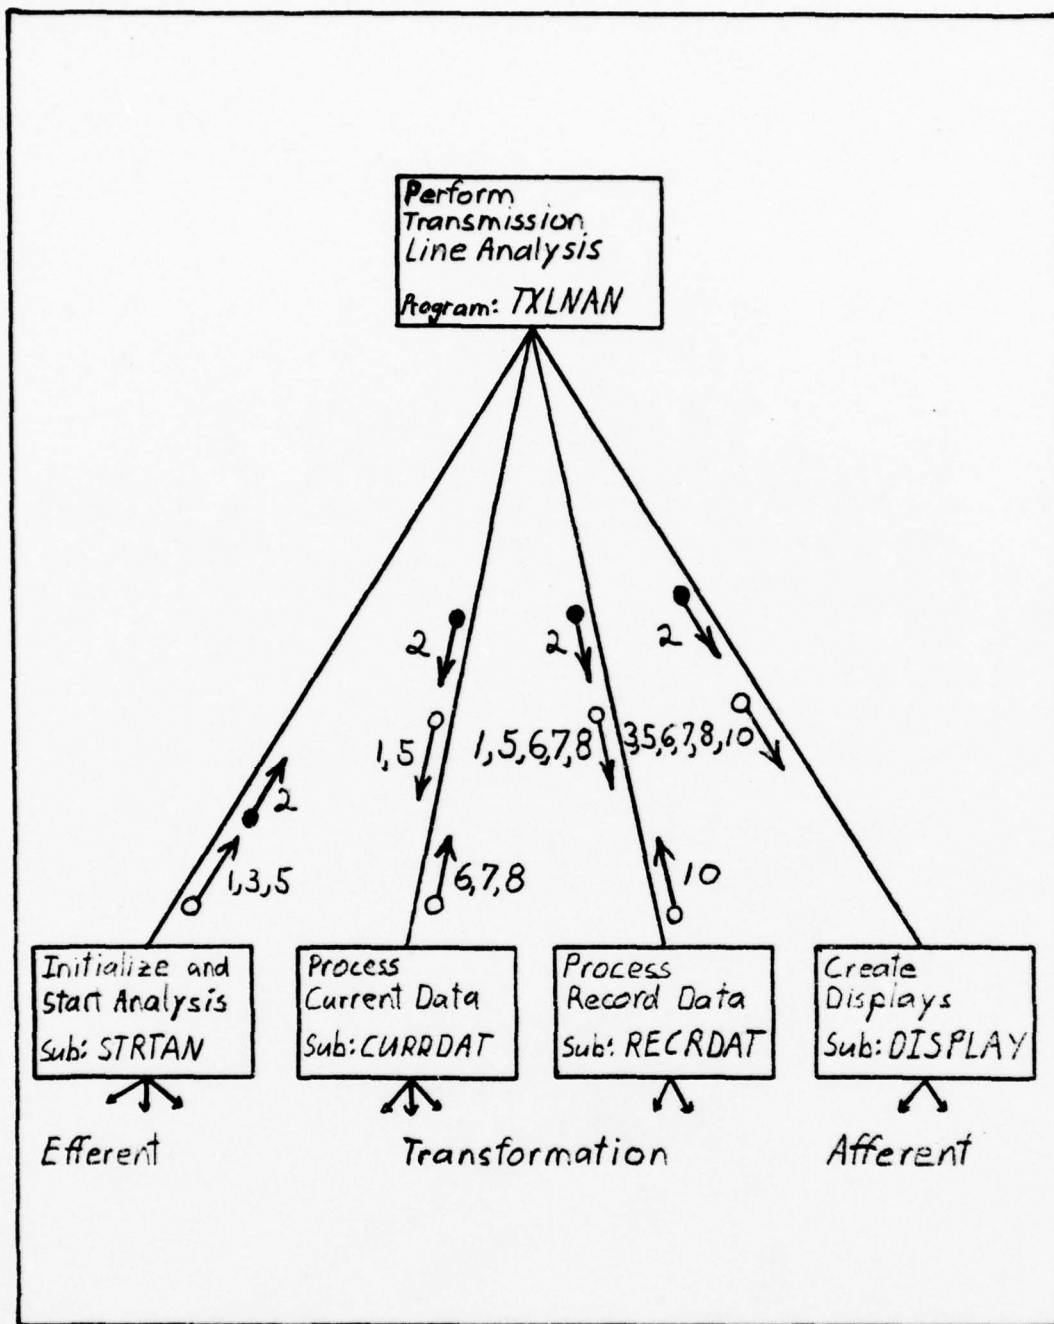 Perform
Transmission
Line Analysis
Program: TXLNAN
2
2
2
1,5
1,5,6,7,8
3,5,6,7,8,10
2
1,3,5
6,7,8
10
Initialize and
Start Analysis
Sub: STRTAN
Process
Current Data
Sub: CURRDAT
Process
Record Data
Sub: RECRDAT
Create
Displays
Sub: DISPLAY
Efferent
Transformation
Afferent